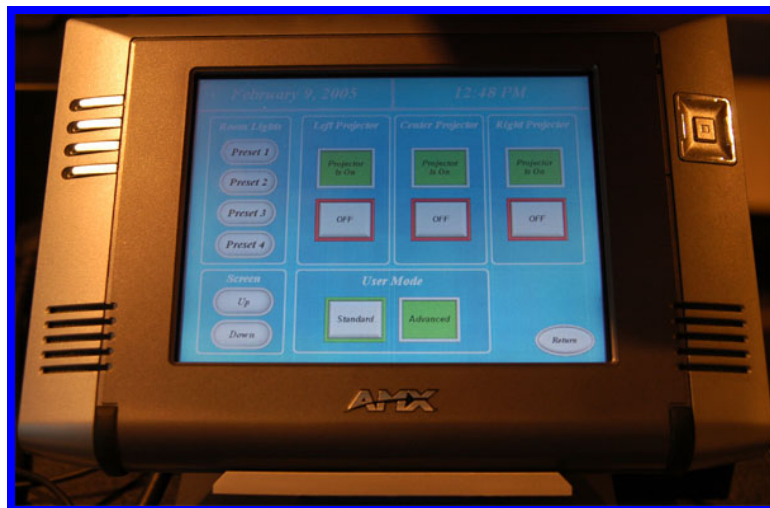 February 9, 2005
12:48 PM
Room Lights
Left Projector
Center Projector
Right Projector
Preset 1
Preset 2
Preset 3
Preset 4
Projector
Is On
Projector
Is On
Projector
Is On
OFF
OFF
OFF
Screen
Up
Down
User Mode
Standard
Advanced
Return
AMX